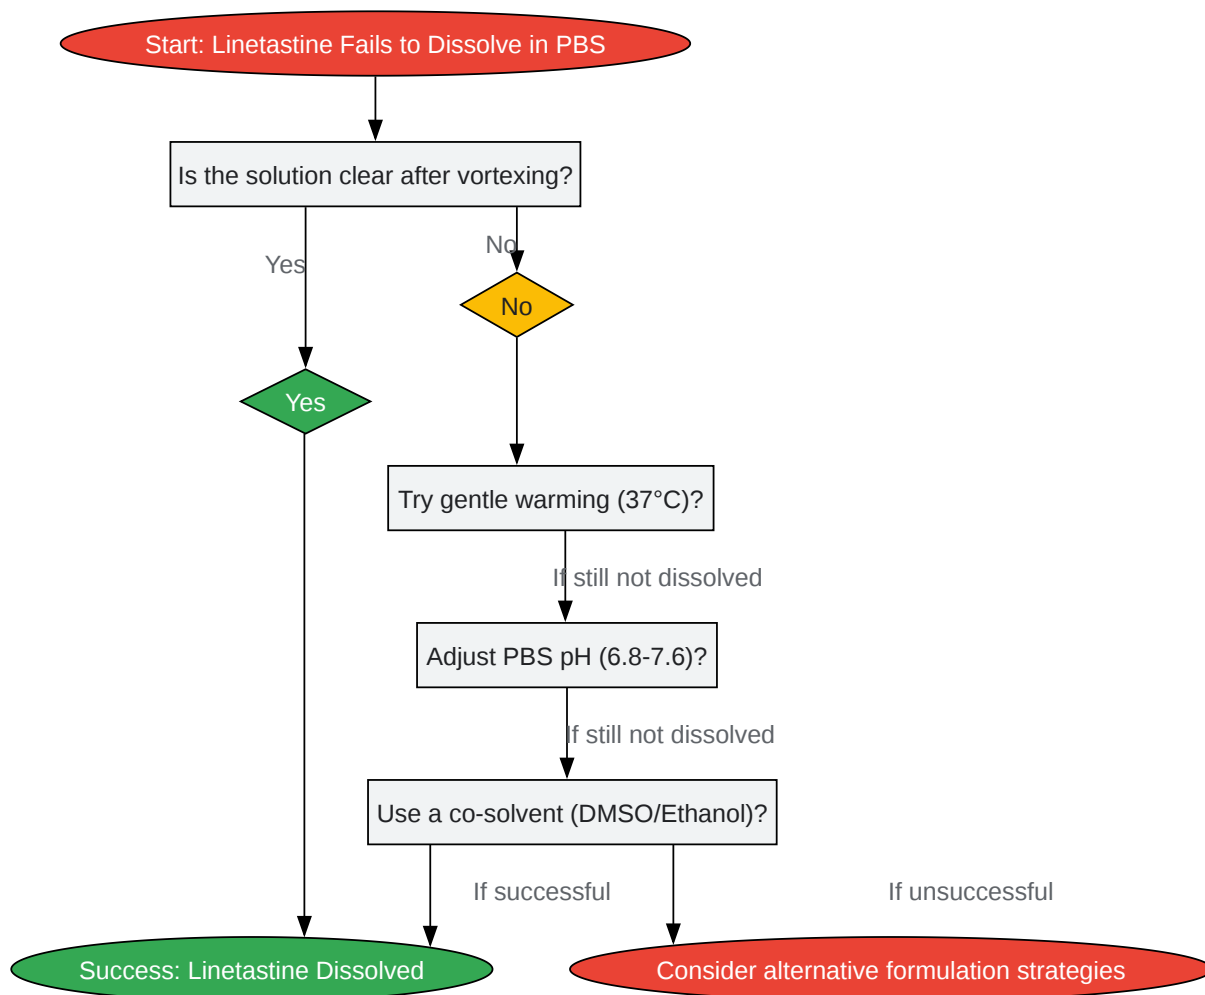 Start: Linetastine Fails to Dissolve in PBS
Is the solution clear after vortexing?
No
Yes
No
Yes
Try gentle warming (37°C)?
If still not dissolved
Adjust PBS pH (6.8-7.6)?
If still not dissolved
Use a co-solvent (DMSO/Ethanol)?
If successful
If unsuccessful
Success: Linetastine Dissolved
Consider alternative formulation strategies